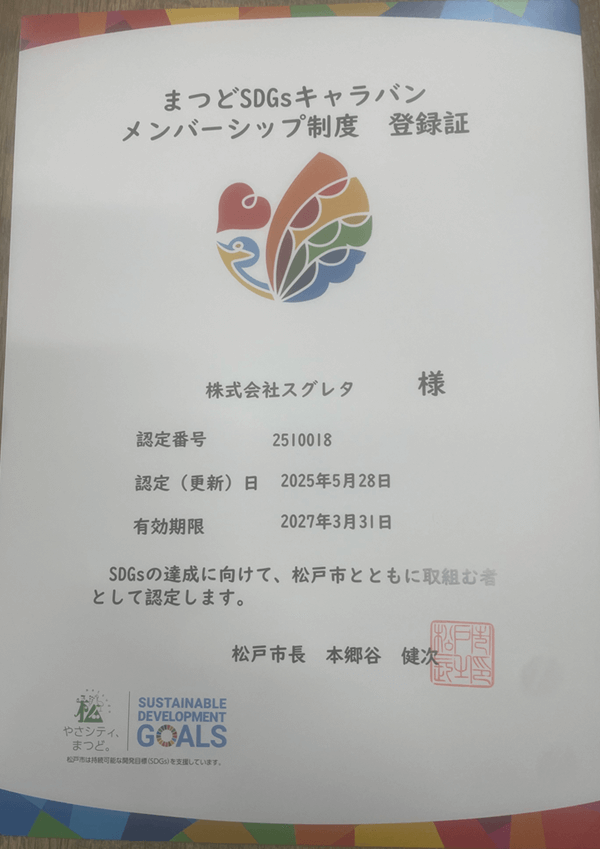 まつどSDGsキャラバン
メンバーシップ制度　登録証
株式会社スグレタ　様
認定番号　2510018
認定（更新）日　2025年5月28日
有効期限　2027年3月31日
SDGsの達成に向けて、松戸市とともに取組む者
として認定します。
松戸市長　本郷谷　健次
松
やさシティ、
まつど。
SUSTAINABLE
DEVELOPMENT
GOALS
松戸市は持続可能な開発目標(SDGs)を支援しています。